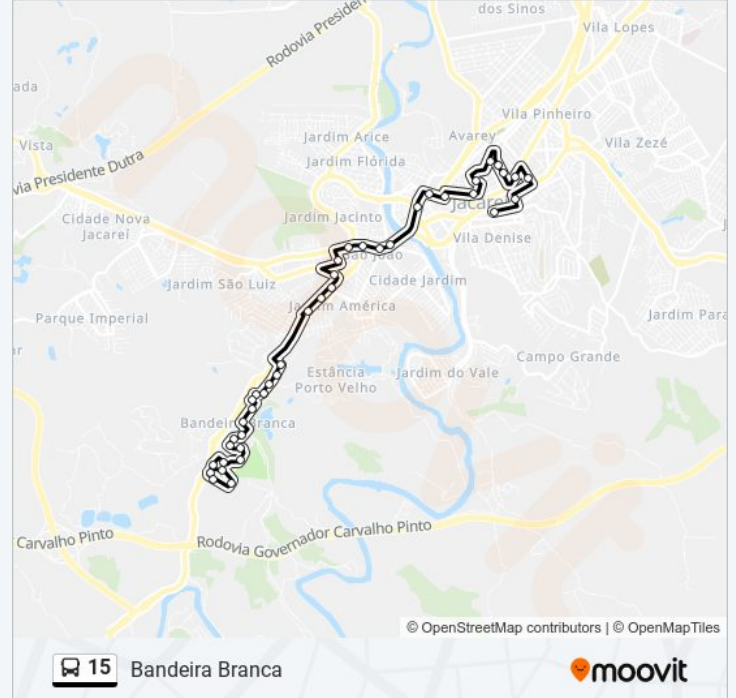 dos Sinos
Vila Lopes
Rodovia Presiden
ada
Vila Pinheiro
Jardim Arice
Avarey
Vista
Vila Zezé
Jardim Flórida
via Presidente Dutra
Jacareí
Cidade Nova
Jacareí
Jardim Jacinto
Vila Denise
São João
Jardim São Luiz
Cidade Jardim
Jardim América
Parque Imperial
Jardim Para
ar
Campo Grande
Estância
Porto Velho
Jardim do Vale
Bandeira Branca
Carvalho Pinto
Rodovia Governador Carvalho Pinto
© OpenStreetMap contributors | © OpenMapTiles
15 Bandeira Branca
moovit